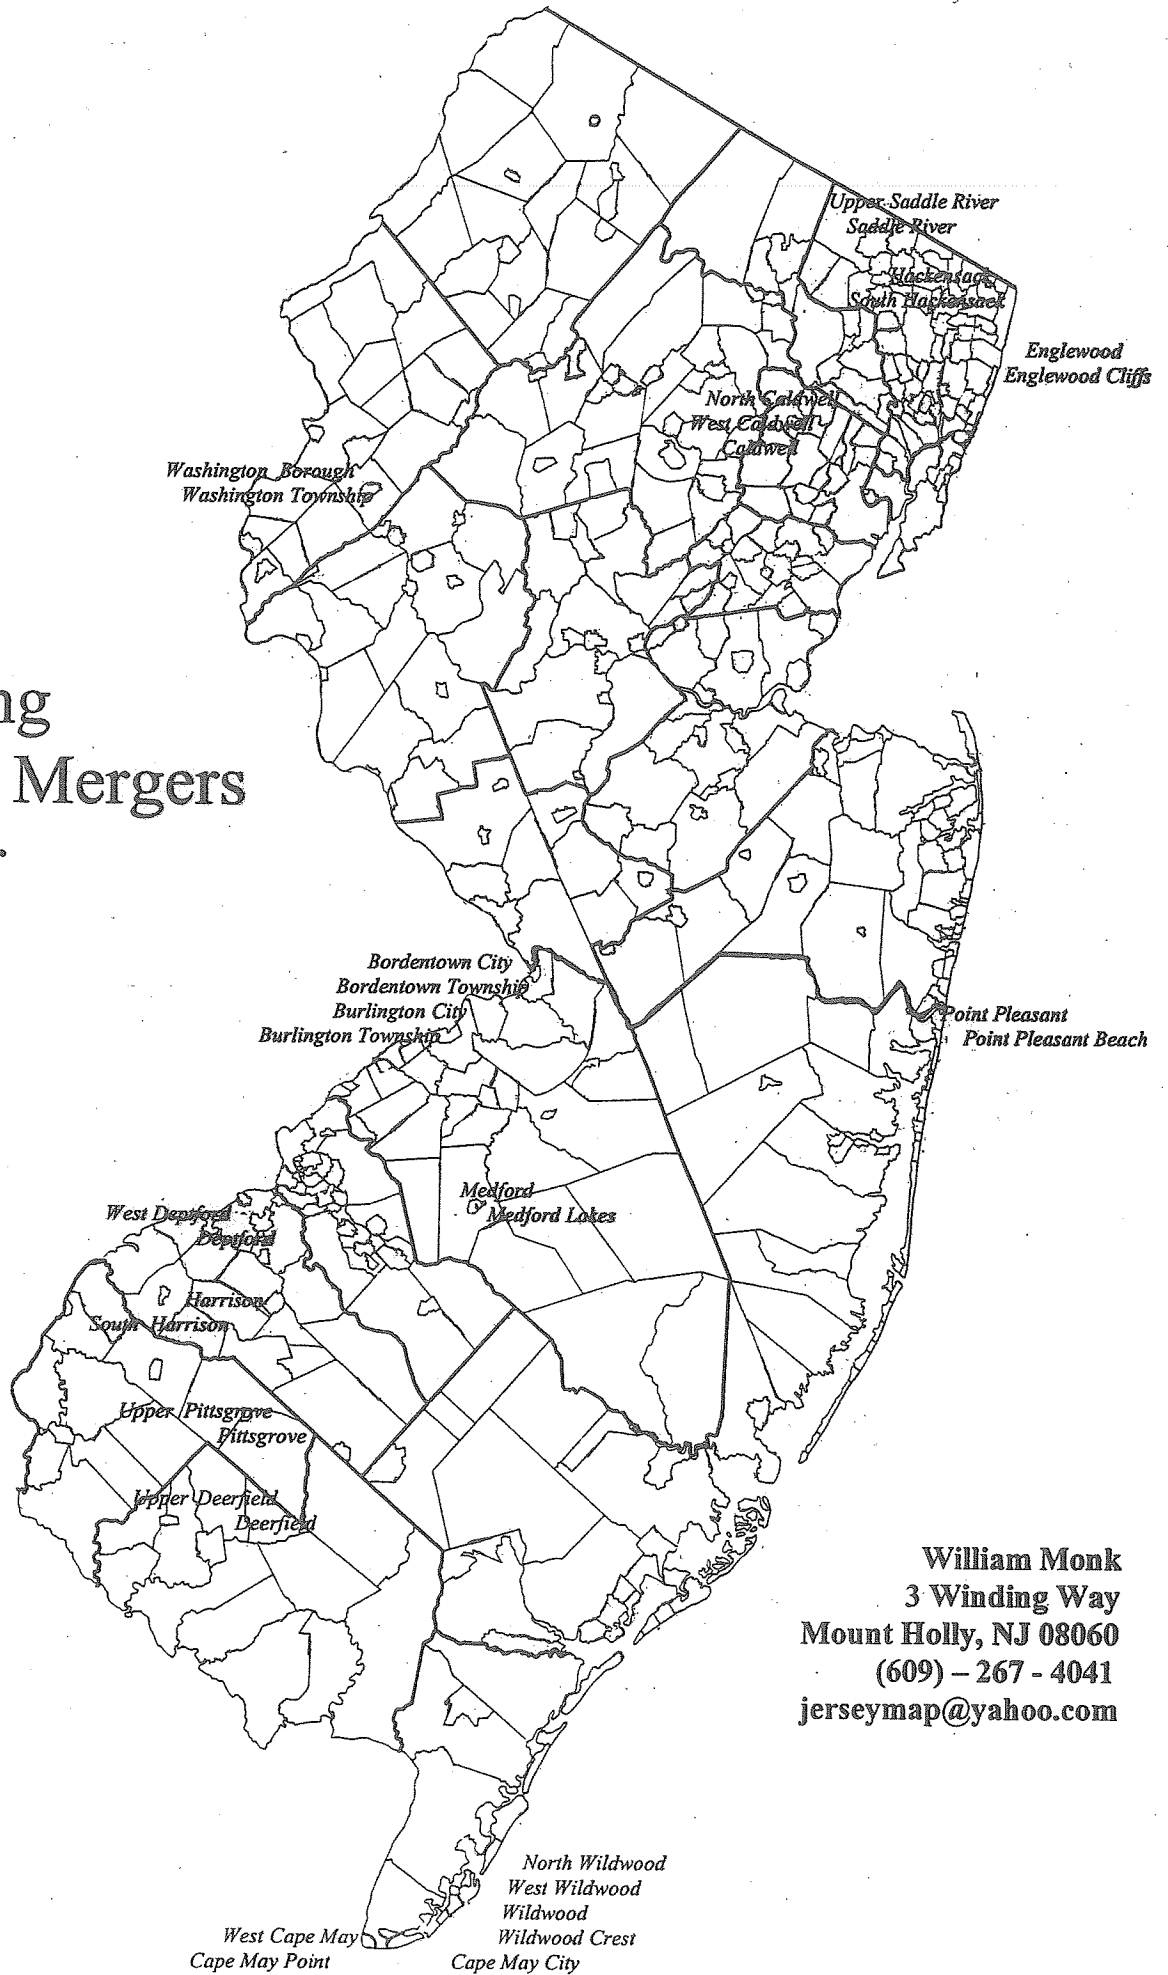 Upper Saddle River
Saddle River
Hackensack
South Hackensack
Englewood
Englewood Cliffs
North Caldwell
West Caldwell
Caldwell
Washington Borough
Washington Township
ng
Mergers
.
Bordentown City
Bordentown Township
Burlington City
Burlington Township
Point Pleasant
Point Pleasant Beach
Medford
Medford Lakes
West Deptford
Deptford
Harrison
South Harrison
Upper Pittsgrove
Pittsgrove
Upper Deerfield
Deerfield
William Monk
3 Winding Way
Mount Holly, NJ 08060
(609) – 267 - 4041
jerseymap@yahoo.com
North Wildwood
West Wildwood
Wildwood
Wildwood Crest
Cape May City
West Cape May
Cape May Point